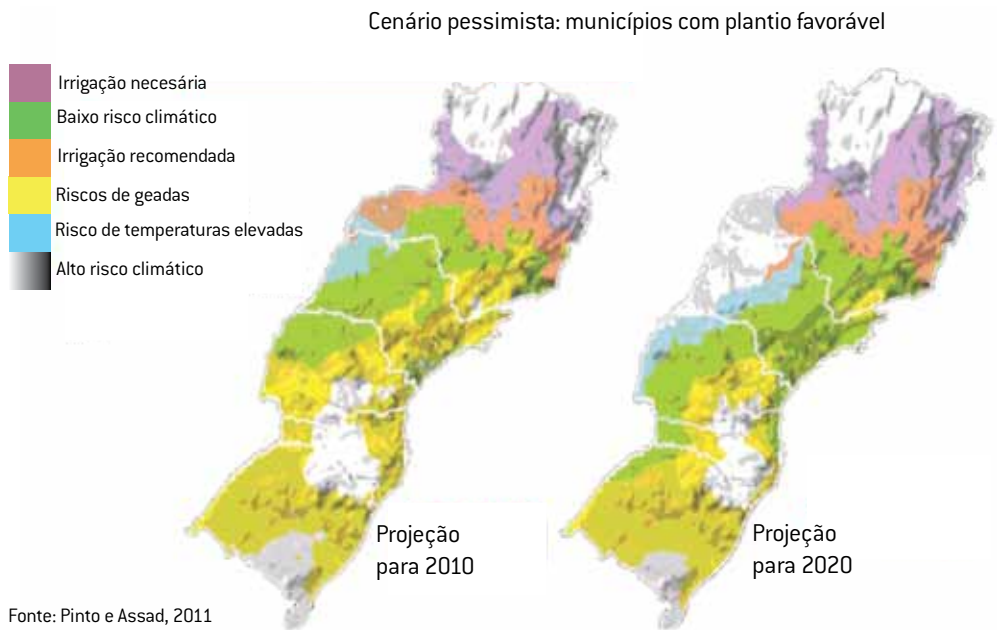 Cenário pessimista: municípios com plantio favorável
Irrigação necesária
Baixo risco climático
Irrigação recomendada
Riscos de geadas
Risco de temperaturas elevadas
Alto risco climático
Projeção
para 2010
Projeção
para 2020
Fonte: Pinto e Assad, 2011